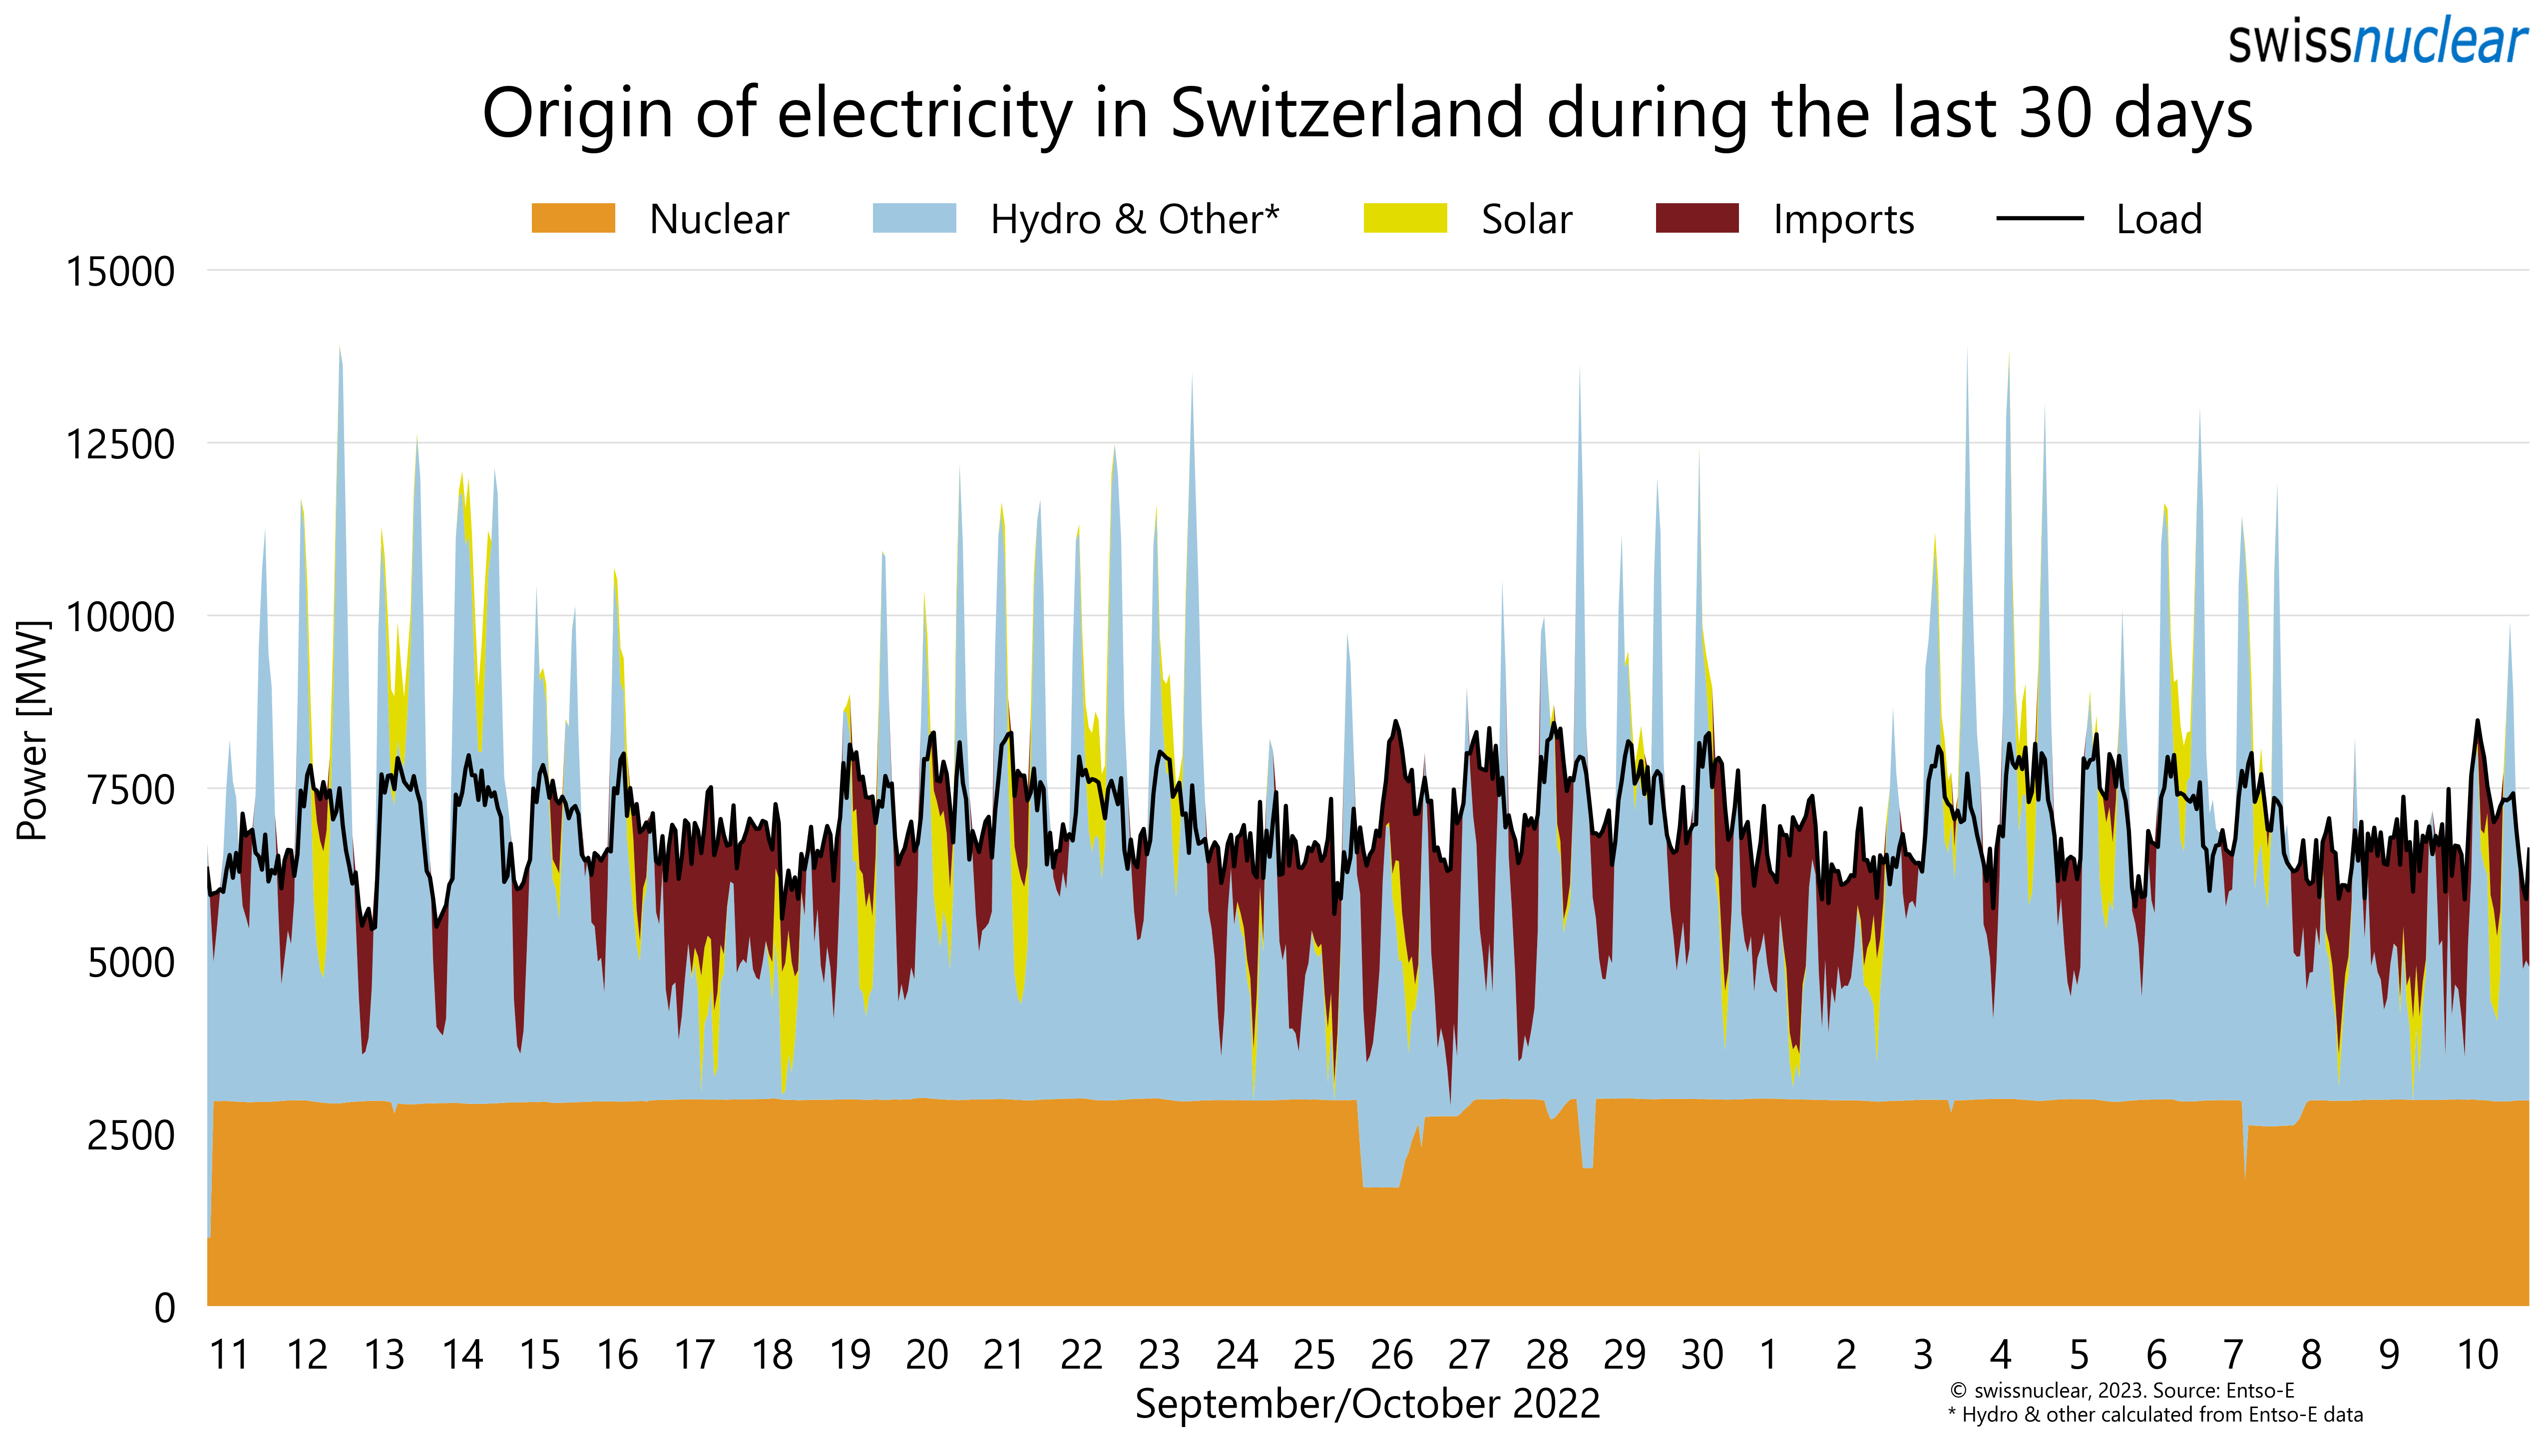 swissnuclear
Origin of electricity in Switzerland during the last 30 days
Nuclear Hydro & Other* Solar Imports Load
15000
12500
10000
7500
5000
2500
0
Power [MW]
11 12 13 14 15 16 17 18 19 20 21 22 23 24 25 26 27 28 29 30 1 2 3 4 5 6 7 8 9 10
September/October 2022
© swissnuclear, 2023. Source: Entso-E
* Hydro & other calculated from Entso-E data